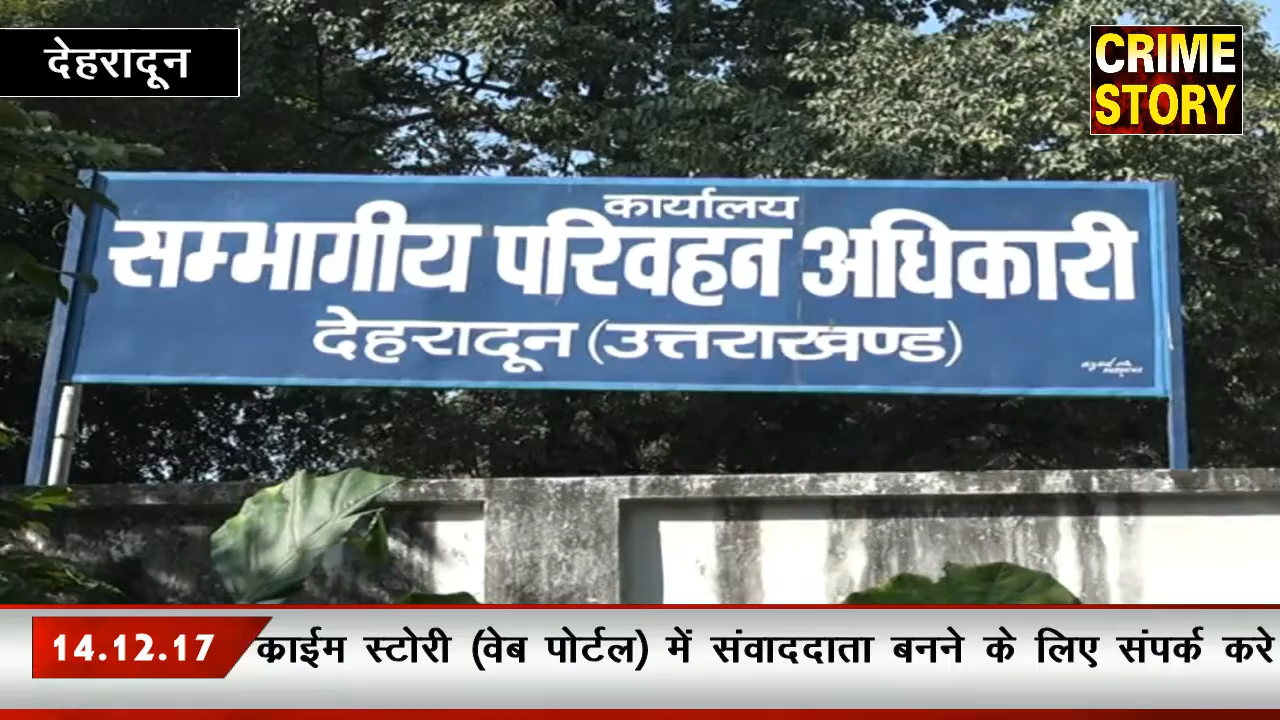 देहरादून
CRIME
STORY
कार्यालय
सम्भागीय परिवहन अधिकारी
देहरादून (उत्तराखण्ड)
14.12.17
क्राईम स्टोरी (वेब पोर्टल) में संवाददाता बनने के लिए संपर्क करे